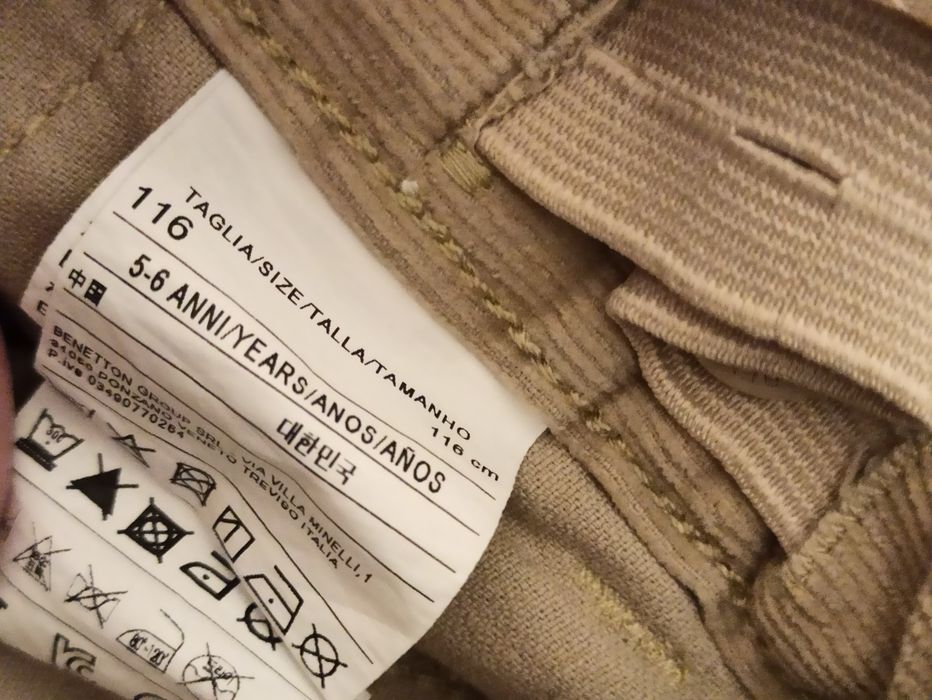 TAGLIA/SIZE/TALLA/TAMANHO
116 116 cm
5-6 ANNI/YEARS/ANOS/AÑOS
中国 대한민국
BENETTON GROUP SRL VIA VILLA MINELLI,1
31050 PONZANO VENETO TREVISO ITALIA
P.iva 03490770264
30°